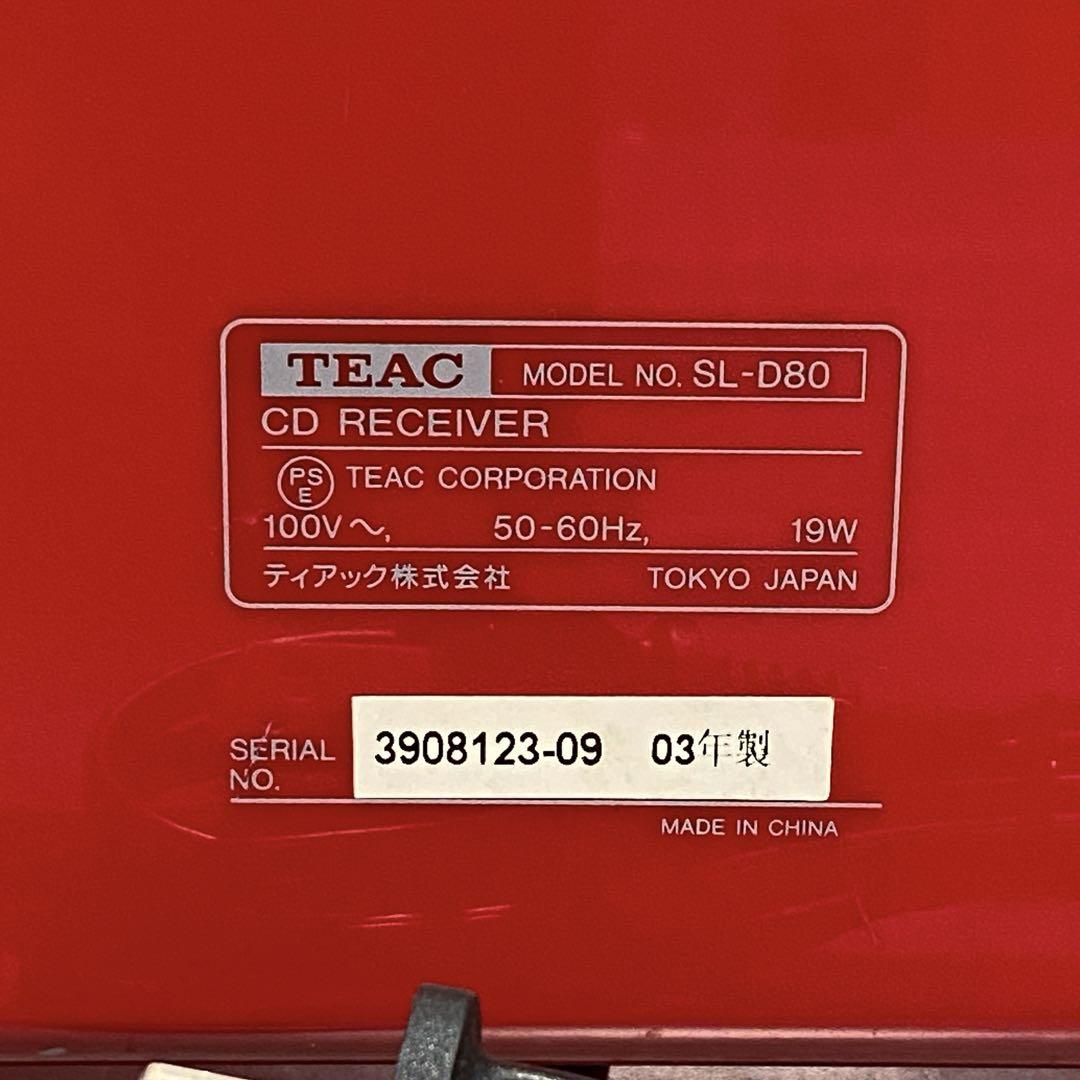 TEAC MODEL NO. SL-D80
CD RECEIVER
PSE TEAC CORPORATION
100V〜, 50-60Hz, 19W
ティアック株式会社 TOKYO JAPAN
SERIAL NO. 3908123-09 03年製
MADE IN CHINA